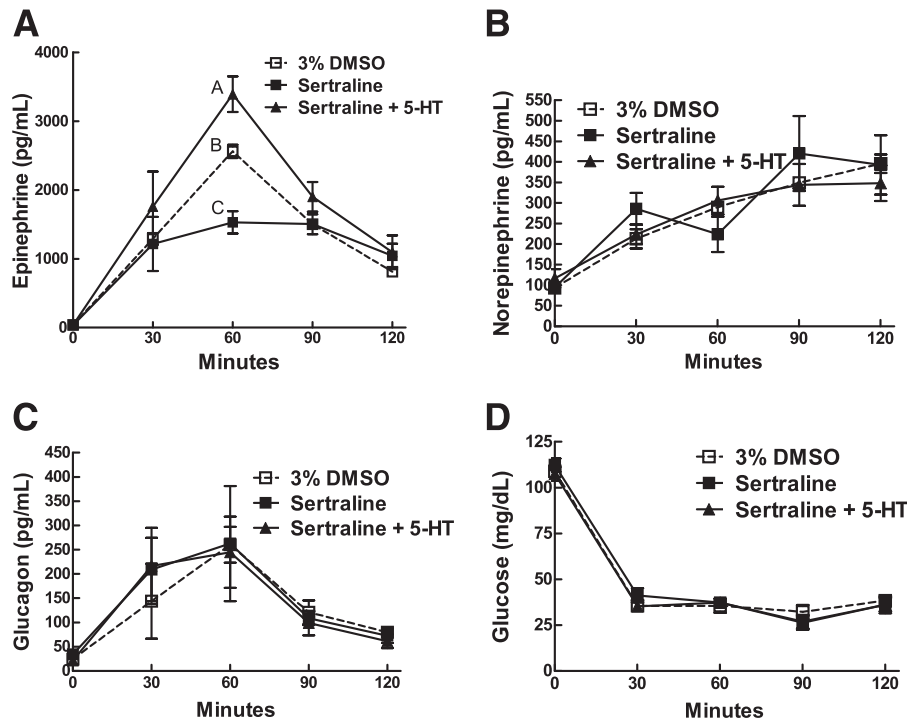 A
Epinephrine (pg/mL)
4000
3000
2000
1000
0
3% DMSO
Sertraline
Sertraline + 5-HT
A
B
C
0 30 60 90 120
Minutes
B
Norepinephrine (pg/mL)
550
500
450
400
350
300
250
200
150
100
50
0
3% DMSO
Sertraline
Sertraline + 5-HT
0 30 60 90 120
Minutes
C
Glucagon (pg/mL)
450
400
350
300
250
200
150
100
50
0
3% DMSO
Sertraline
Sertraline + 5-HT
0 30 60 90 120
Minutes
D
Glucose (mg/dL)
125
100
75
50
25
0
3% DMSO
Sertraline
Sertraline + 5-HT
0 30 60 90 120
Minutes